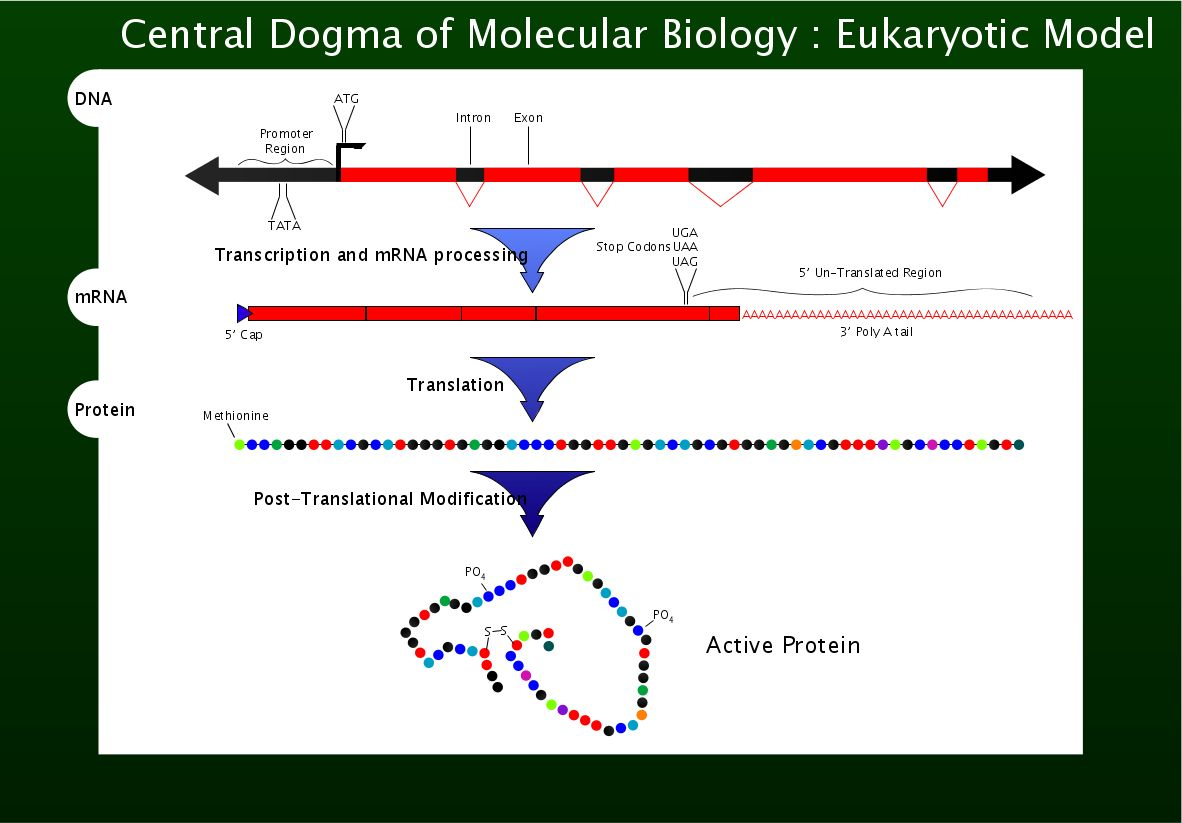 Central Dogma of Molecular Biology : Eukaryotic Model
DNA
ATG
Promoter
Region
Intron
Exon
TATA
Transcription and mRNA processing
Stop Codons
UGA
UAA
UAG
5' Un-Translated Region
mRNA
5' Cap
AAAAAAAAAAAAAAAAAAAAAAAAAAAAAAAAAAAAAAA
3' Poly A tail
Translation
Protein
Methionine
Post-Translational Modification
PO4
PO4
S-S
Active Protein